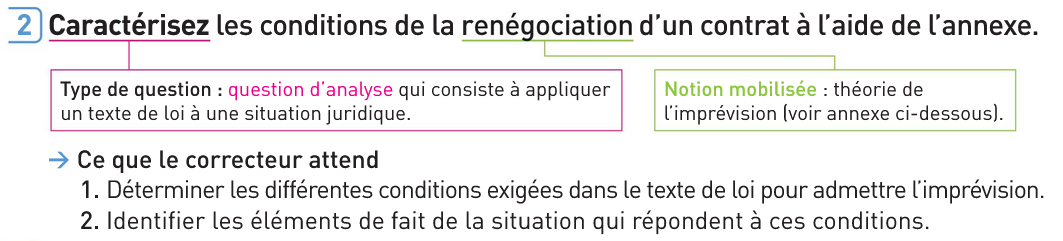 2 Caractérisez les conditions de la renégociation d’un contrat à l’aide de l’annexe.
Type de question : question d’analyse qui consiste à appliquer
un texte de loi à une situation juridique.
Notion mobilisée : théorie de
l’imprévision (voir annexe ci-dessous).
→ Ce que le correcteur attend
1. Déterminer les différentes conditions exigées dans le texte de loi pour admettre l’imprévision.
2. Identifier les éléments de fait de la situation qui répondent à ces conditions.